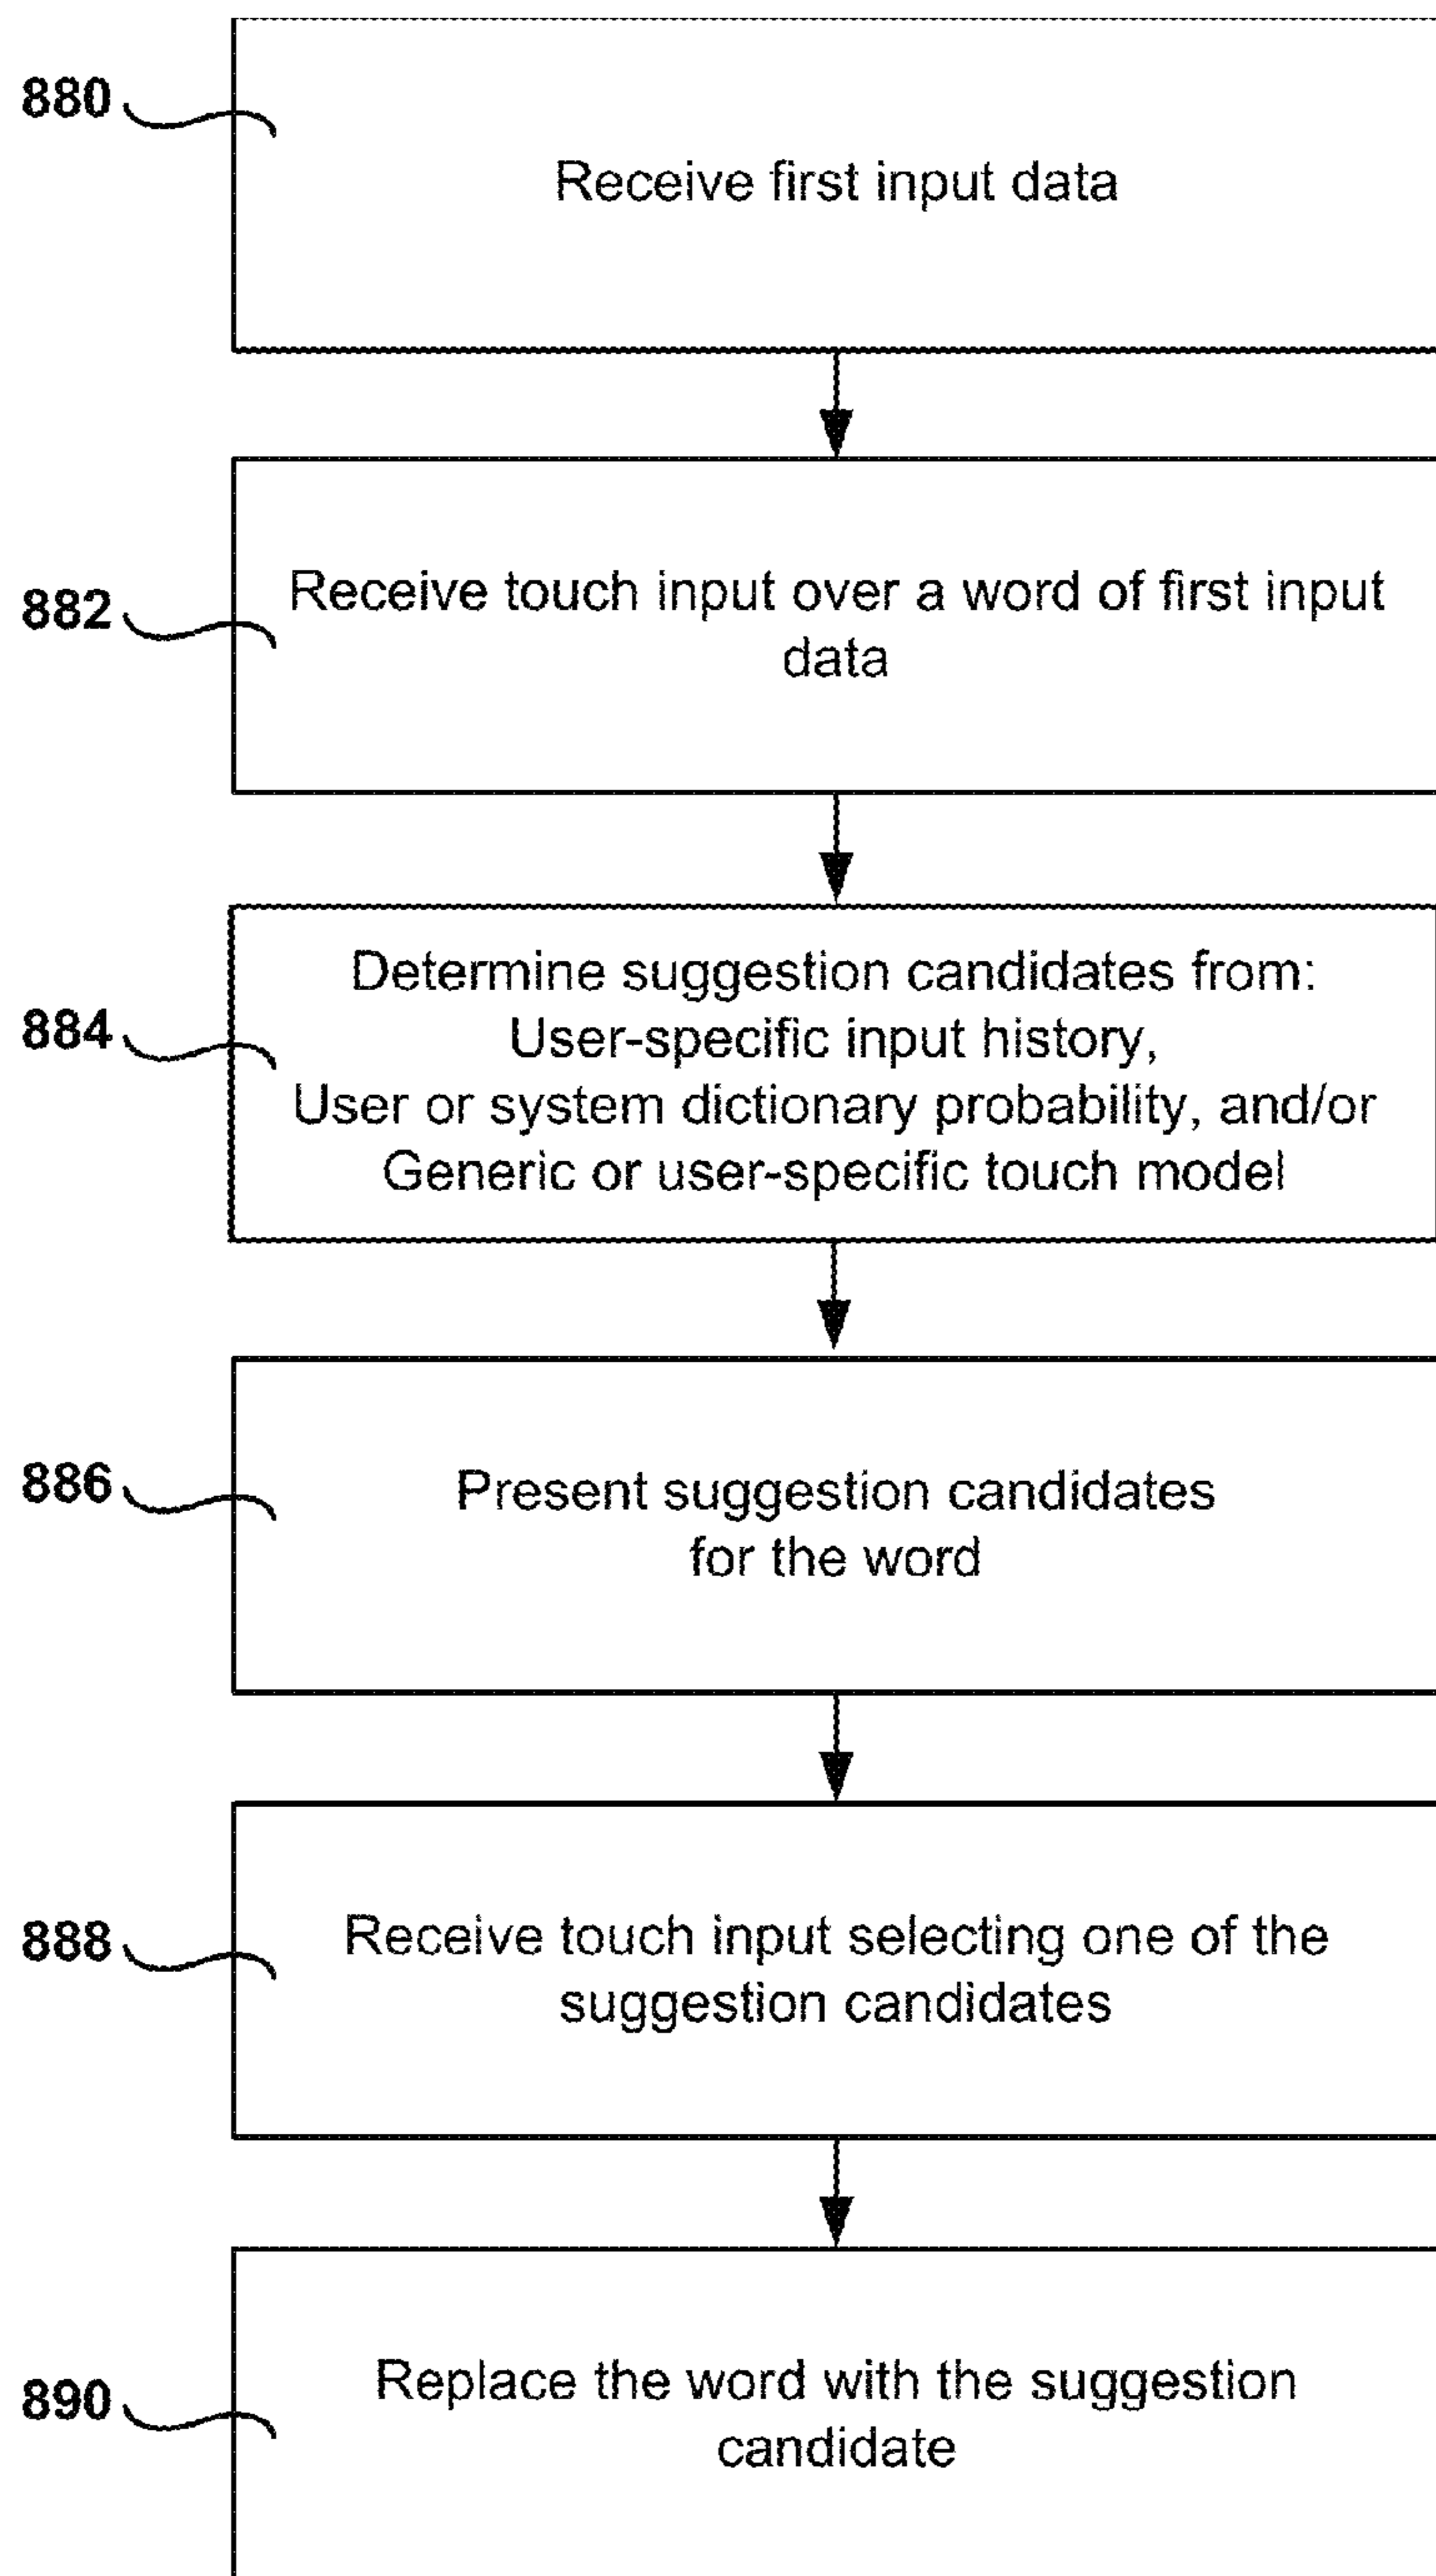 880
Receive first input data
882
Receive touch input over a word of first input
data
884
Determine suggestion candidates from:
User-specific input history,
User or system dictionary probability, and/or
Generic or user-specific touch model
886
Present suggestion candidates
for the word
888
Receive touch input selecting one of the
suggestion candidates
890
Replace the word with the suggestion
candidate